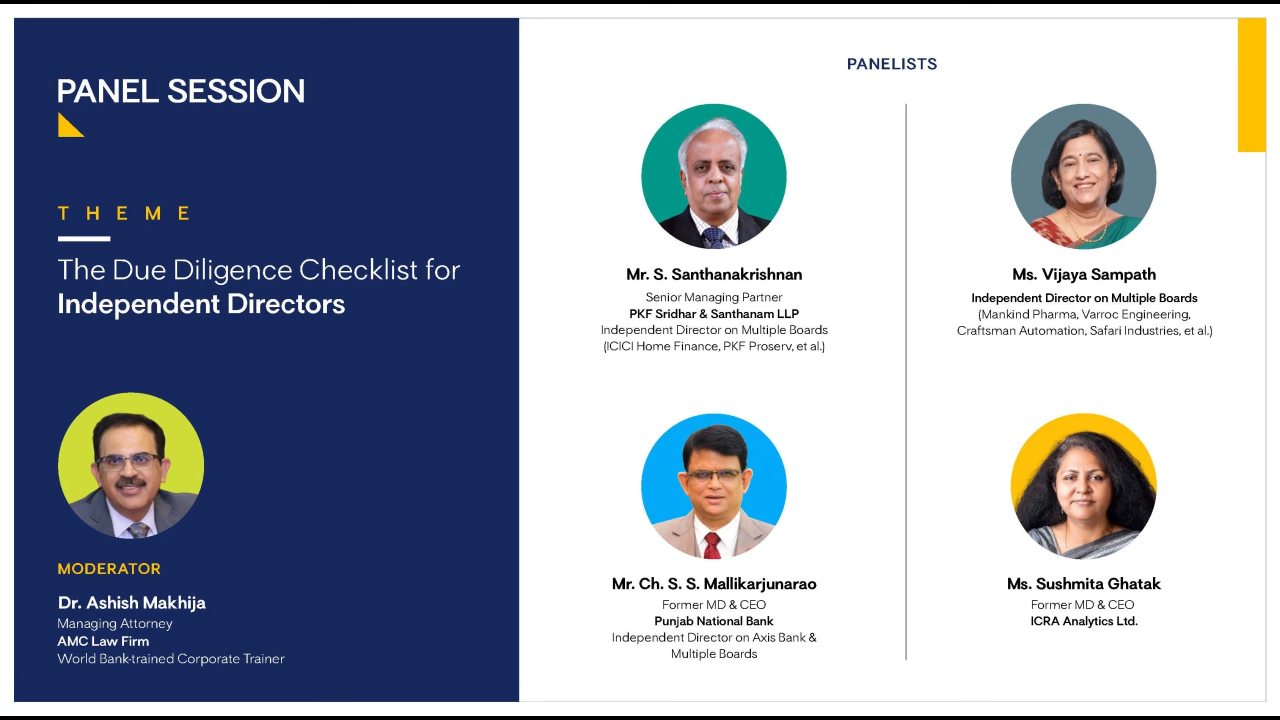 PANEL SESSION
THEME
The Due Diligence Checklist for
Independent Directors
MODERATOR
Dr. Ashish Makhija
Managing Attorney
AMC Law Firm
World Bank-trained Corporate Trainer
PANELISTS
Mr. S. Santhanakrishnan
Senior Managing Partner
PKF Sridhar & Santhanam LLP
Independent Director on Multiple Boards
(ICICI Home Finance, PKF Proserv, et al.)
Ms. Vijaya Sampath
Independent Director on Multiple Boards
(Mankind Pharma, Varroc Engineering,
Craftsman Automation, Safari Industries, et al.)
Mr. Ch. S. S. Mallikarjunarao
Former MD & CEO
Punjab National Bank
Independent Director on Axis Bank &
Multiple Boards
Ms. Sushmita Ghatak
Former MD & CEO
ICRA Analytics Ltd.